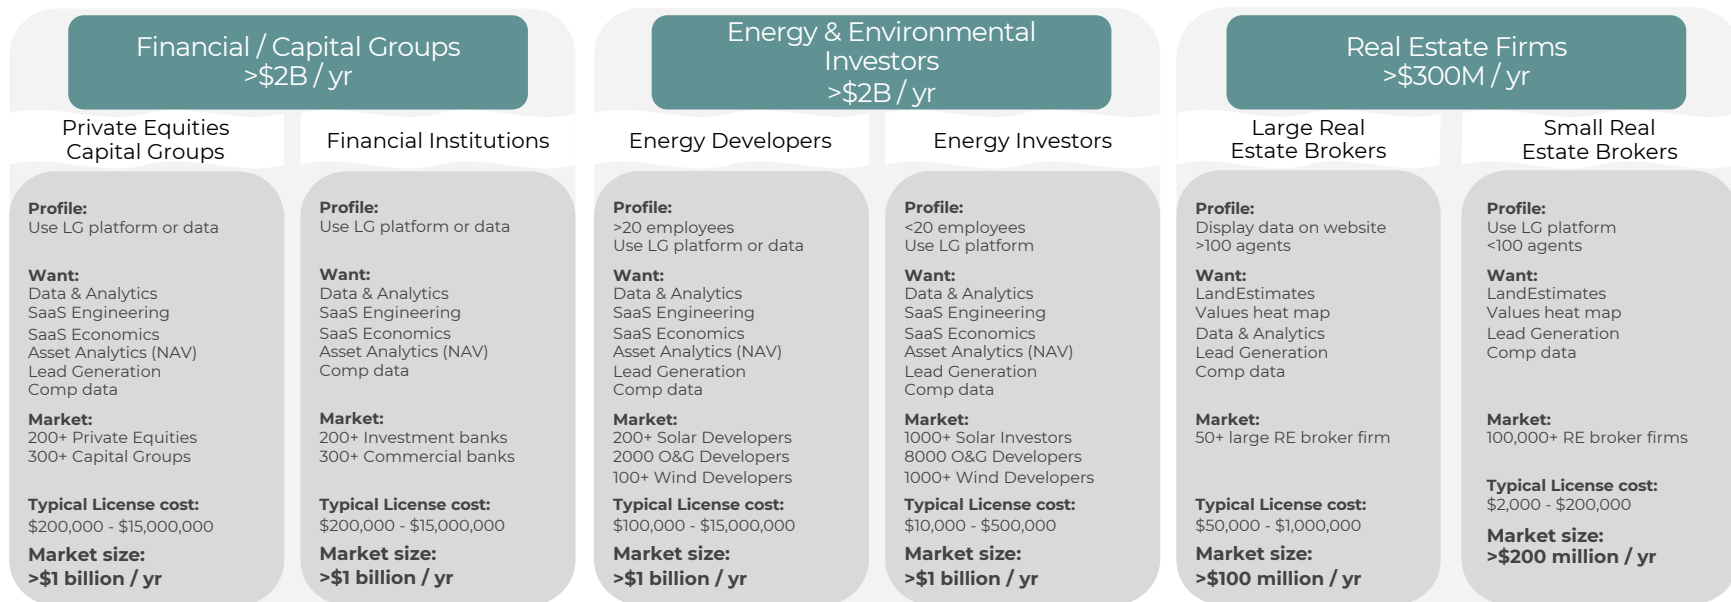 Financial / Capital Groups
>$2B / yr
Private Equities
Capital Groups
Profile:
Use LG platform or data
Want:
Data & Analytics
SaaS Engineering
SaaS Economics
Asset Analytics (NAV)
Lead Generation
Comp data
Market:
200+ Private Equities
300+ Capital Groups
Typical License cost:
$200,000 - $15,000,000
Market size:
>$1 billion / yr
Financial Institutions
Profile:
Use LG platform or data
Want:
Data & Analytics
SaaS Engineering
SaaS Economics
Asset Analytics (NAV)
Comp data
Market:
200+ Investment banks
300+ Commercial banks
Typical License cost:
$200,000 - $15,000,000
Market size:
>$1 billion / yr
Energy & Environmental
Investors
>$2B / yr
Energy Developers
Profile:
>20 employees
Use LG platform or data
Want:
Data & Analytics
SaaS Engineering
SaaS Economics
Asset Analytics (NAV)
Lead Generation
Comp data
Market:
200+ Solar Developers
2000 O&G Developers
100+ Wind Developers
Typical License cost:
$100,000 - $15,000,000
Market size:
>$1 billion / yr
Energy Investors
Profile:
<20 employees
Use LG platform
Want:
Data & Analytics
SaaS Engineering
SaaS Economics
Asset Analytics (NAV)
Lead Generation
Comp data
Market:
1000+ Solar Investors
8000 O&G Developers
1000+ Wind Developers
Typical License cost:
$10,000 - $500,000
Market size:
>$1 billion / yr
Real Estate Firms
>$300M / yr
Large Real
Estate Brokers
Profile:
Display data on website
>100 agents
Want:
LandEstimates
Values heat map
Data & Analytics
Lead Generation
Comp data
Market:
50+ large RE broker firm
Typical License cost:
$50,000 - $1,000,000
Market size:
>$100 million / yr
Small Real
Estate Brokers
Profile:
Use LG platform
<100 agents
Want:
LandEstimates
Values heat map
Lead Generation
Comp data
Market:
100,000+ RE broker firms
Typical License cost:
$2,000 - $200,000
Market size:
>$200 million / yr